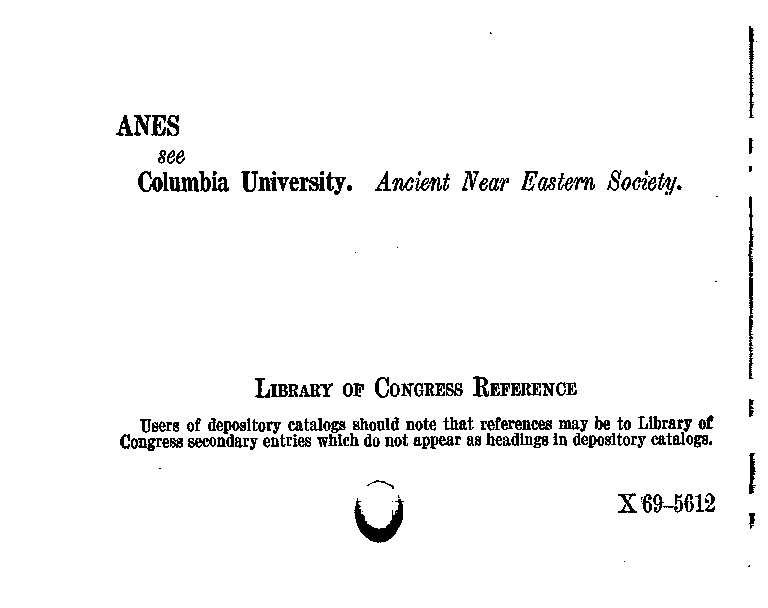 ANES
see
Columbia University. Ancient Near Eastern Society.
LIBRARY OF CONGRESS REFERENCE
Users of depository catalogs should note that references may be to Library of
Congress secondary entries which do not appear as headings in depository catalogs.
X 69–5612